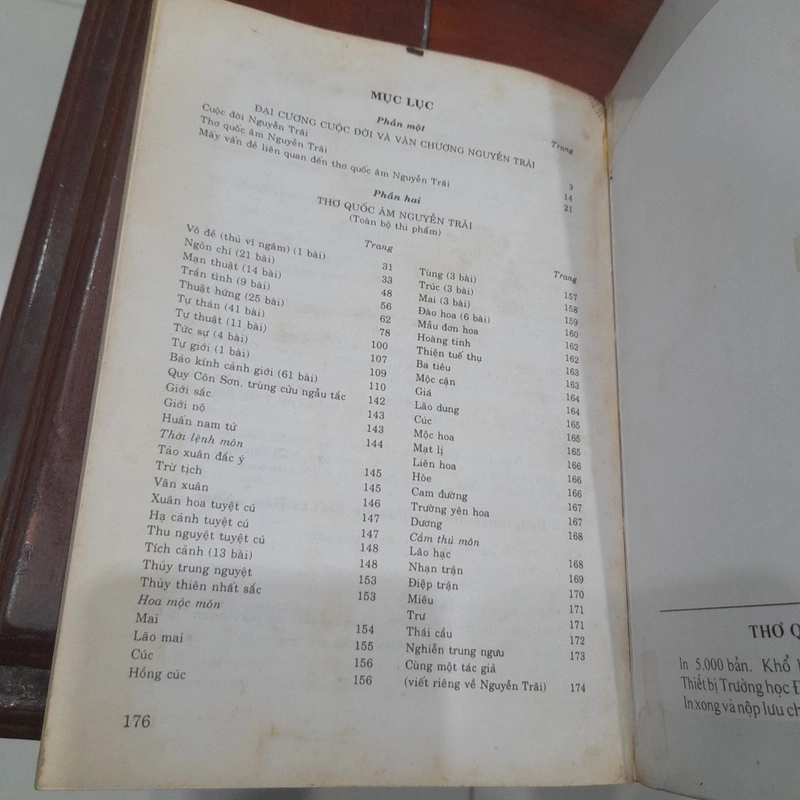 MỤC LỤC
Phần một
Trang
ĐẠI CƯƠNG CUỘC ĐỜI VÀ VĂN CHƯƠNG NGUYỄN TRÃI
Cuộc đời Nguyễn Trãi 3
Thơ quốc âm Nguyễn Trãi 14
Mấy vấn đề liên quan đến thơ quốc âm Nguyễn Trãi 21
Phần hai
THƠ QUỐC ÂM NGUYỄN TRÃI
(Toàn bộ thi phẩm)
Trang
Vô đề (thủ vĩ ngâm) (1 bài) 31
Ngôn chí (21 bài) 33
Mạn thuật (14 bài) 48
Trần tình (9 bài) 56
Thuật hứng (25 bài) 62
Tự thán (41 bài) 78
Tự thuật (11 bài) 100
Tức sự (4 bài) 107
Tự giới (1 bài) 109
Bảo kính cảnh giới (61 bài) 110
Quy Côn Sơn, trùng cửu ngẫu tác 142
Giới sắc 143
Giới nộ 143
Huấn nam tử 144
Thời lệnh môn
Tảo xuân đắc ý 145
Trừ tịch 145
Vãn xuân 146
Xuân hoa tuyệt cú 147
Hạ cảnh tuyệt cú 147
Thu nguyệt tuyệt cú 148
Tích cảnh (13 bài) 148
Thủy trung nguyệt 153
Thủy thiên nhất sắc 153
Hoa mộc môn
Mai 154
Lão mai 155
Cúc 156
Hồng cúc 156
Trang
Tùng (3 bài) 157
Trúc (3 bài) 158
Mai (3 bài) 159
Đào hoa (6 bài) 160
Mẫu đơn hoa 162
Hoàng tinh 162
Thiên tuế thụ 163
Ba tiêu 163
Mộc cận 164
Giá 164
Lão dung 165
Cúc 165
Mộc hoa 165
Mạt lị 166
Liên hoa 166
Hòe 166
Cam đường 167
Trường yên hoa 167
Dương 168
Cầm thú môn
Lão hạc 168
Nhạn trận 169
Điệp trận 170
Miêu 171
Trư 171
Thái cầu 172
Nghiễn trung ngưu 173
Cùng một tác giả
(viết riêng về Nguyễn Trãi) 174
176
THƠ Q
In 5.000 bản. Khổ
Thiết bị Trường học
In xong và nộp lưu